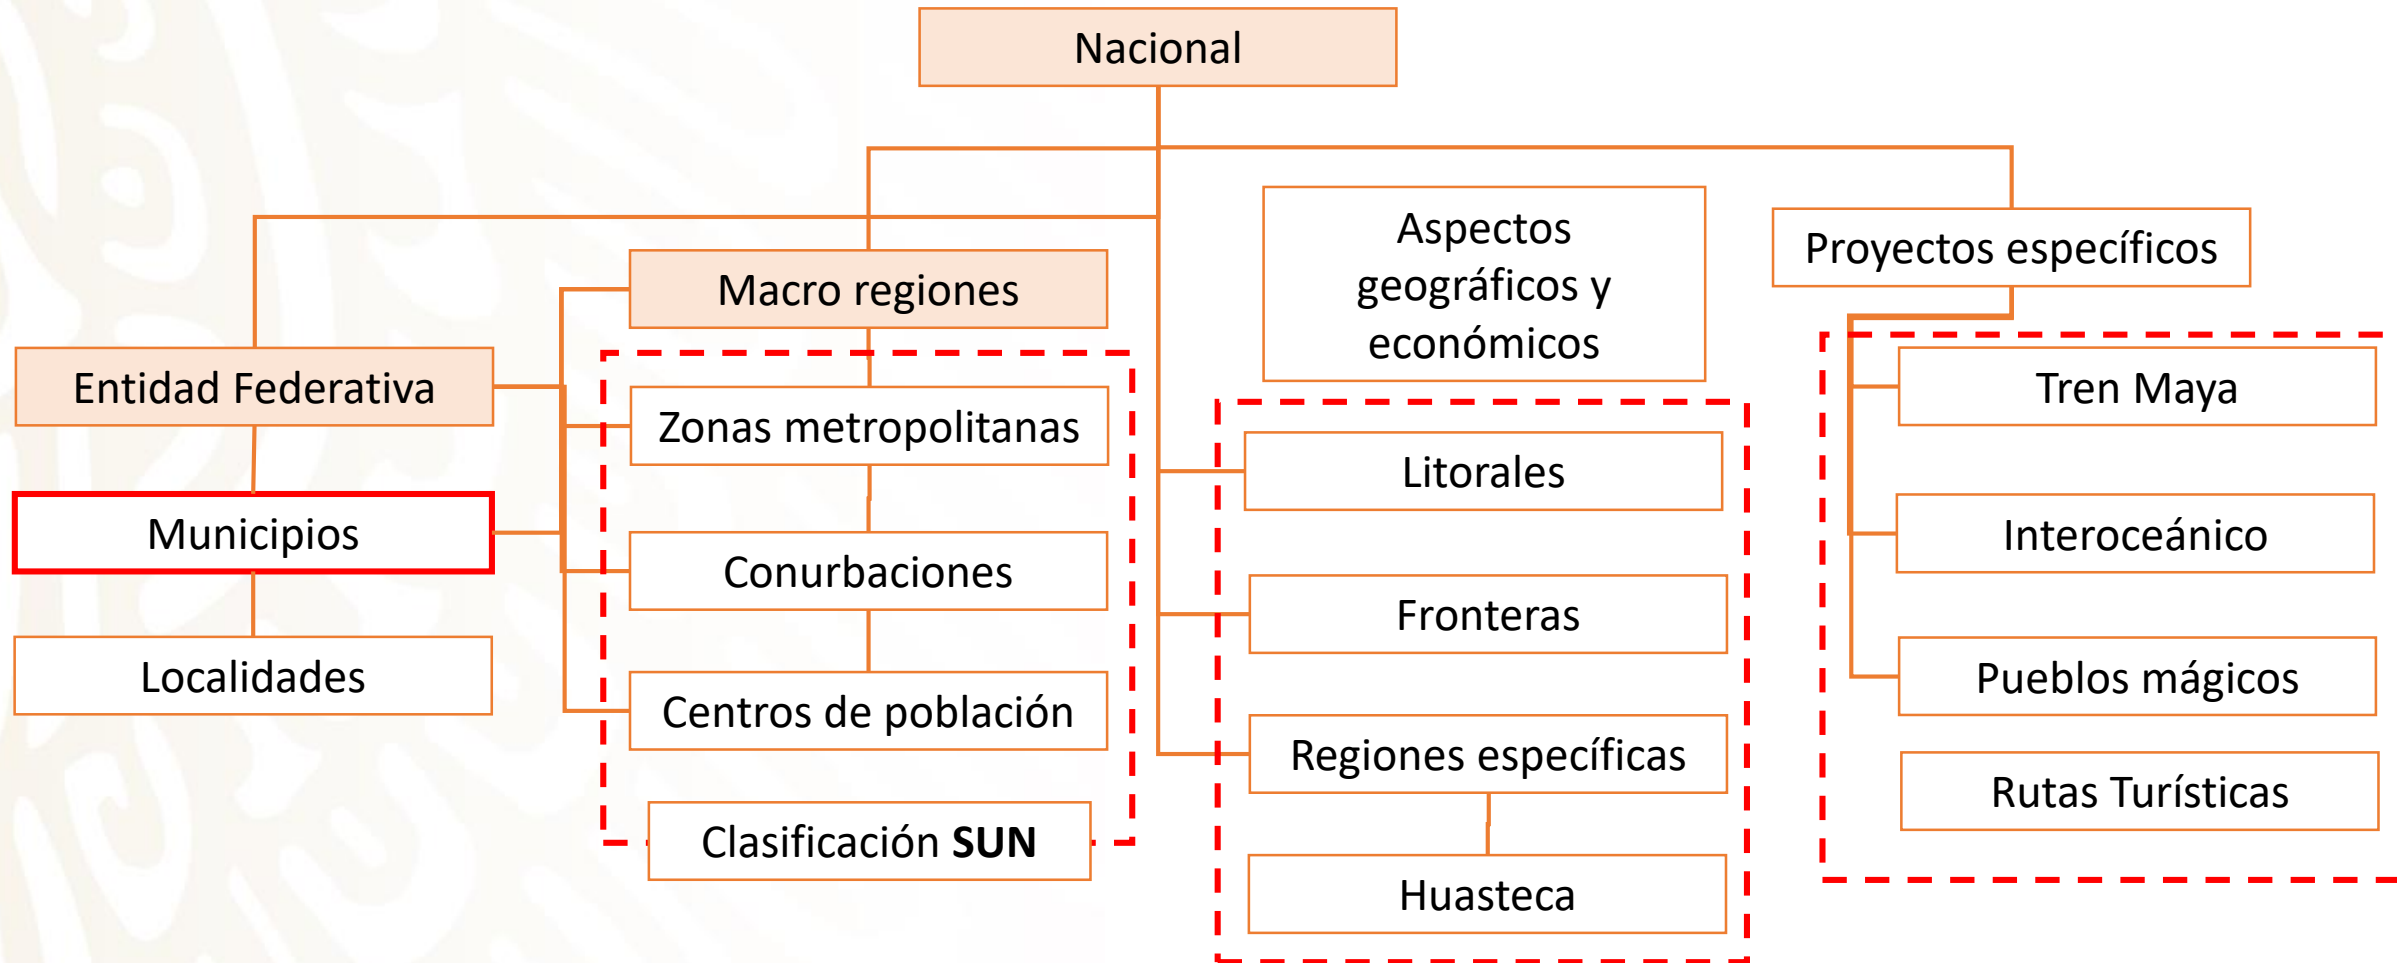 Nacional
Entidad Federativa
Municipios
Localidades
Macro regiones
Zonas metropolitanas
Conurbaciones
Centros de población
Clasificación SUN
Aspectos
geográficos y
económicos
Litorales
Fronteras
Regiones específicas
Huasteca
Proyectos específicos
Tren Maya
Interoceánico
Pueblos mágicos
Rutas Turísticas